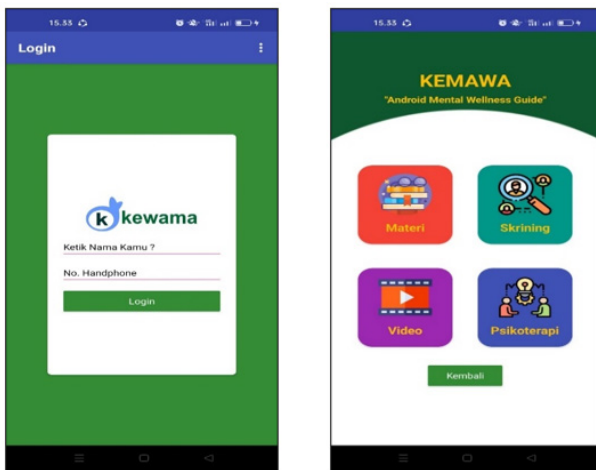 15.33
Login
k kewama
Ketik Nama Kamu ?
No. Handphone
Login
15.33
KEMAWA
"Android Mental Wellness Guide"
Materi
Skrining
Video
Psikoterapi
Kembali